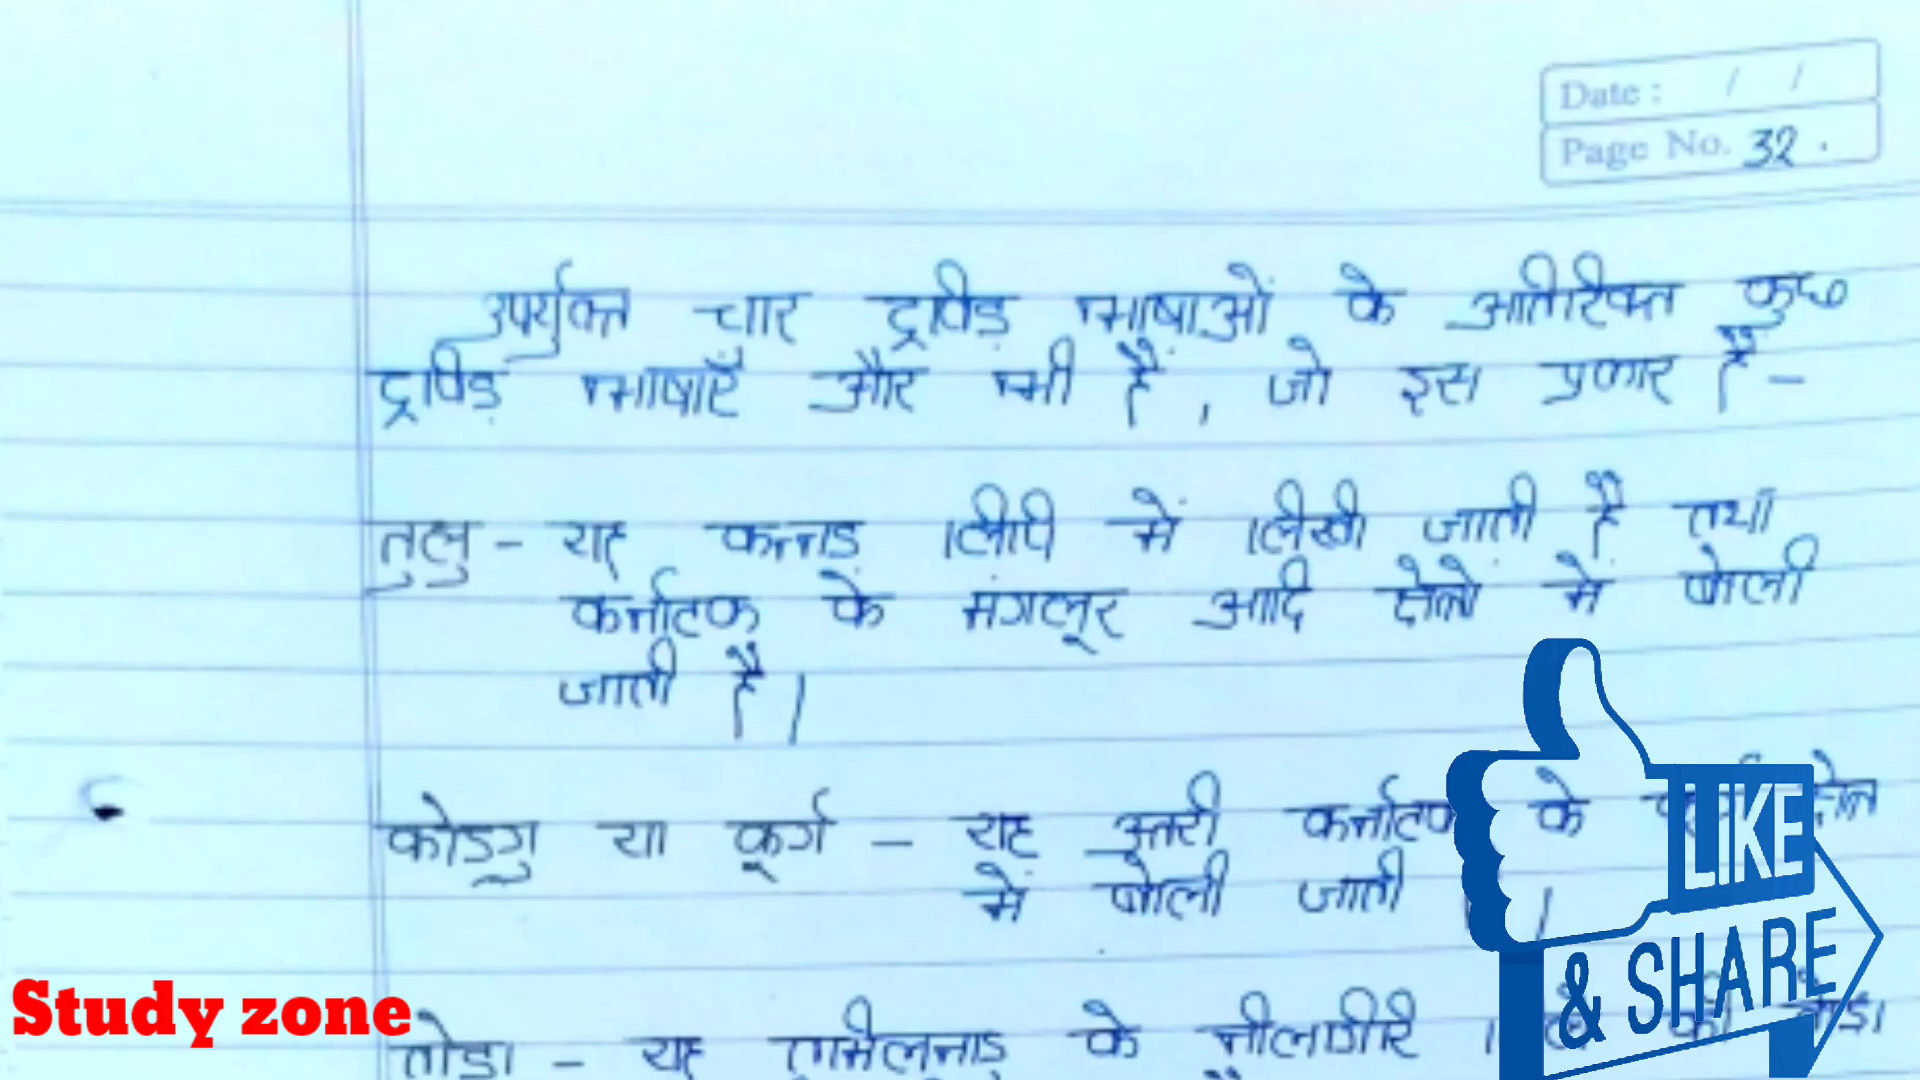 Date : / /
Page No. 32.
उपर्युक्त चार द्रविड़ भाषाओं के अतिरिक्त कुछ
द्रविड़ भाषाएँ और भी हैं, जो इस प्रकार हैं -
तुलु - यह कन्नड लिपि में लिखी जाती है तथा
कर्नाटक के मंगलूर आदि क्षेत्रों में बोली
जाती है।
कोडगु या कूर्ग - यह उत्तरी कर्नाटक के क्षेत्र
में बोली जाती ।
LIKE
& SHARE
Study zone
तोडा - यह तमिलनाडु के नीलगिरि की तोडा